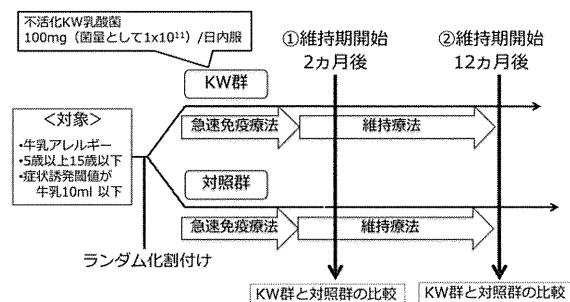 不活化KW乳酸菌
100mg（菌量として1x10¹¹）/日内服
①維持期開始
2ヵ月後
②維持期開始
12ヵ月後
KW群
急速免疫療法
維持療法
＜対象＞
•牛乳アレルギー
•5歳以上15歳以下
•症状誘発閾値が
牛乳10ml 以下
対照群
急速免疫療法
維持療法
ランダム化割付け
KW群と対照群の比較
KW群と対照群の比較